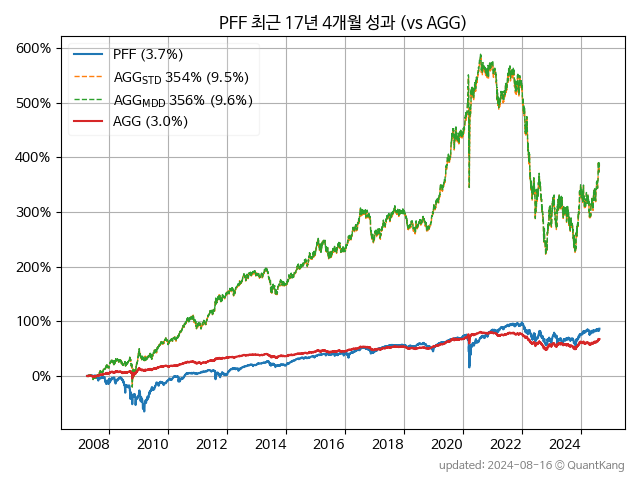 PFF 최근 17년 4개월 성과 (vs AGG)
600%
500%
400%
300%
200%
100%
0%
PFF (3.7%)
AGG_STD 354% (9.5%)
AGG_MDD 356% (9.6%)
AGG (3.0%)
2008 2010 2012 2014 2016 2018 2020 2022 2024
updated: 2024-08-16 © QuantKang